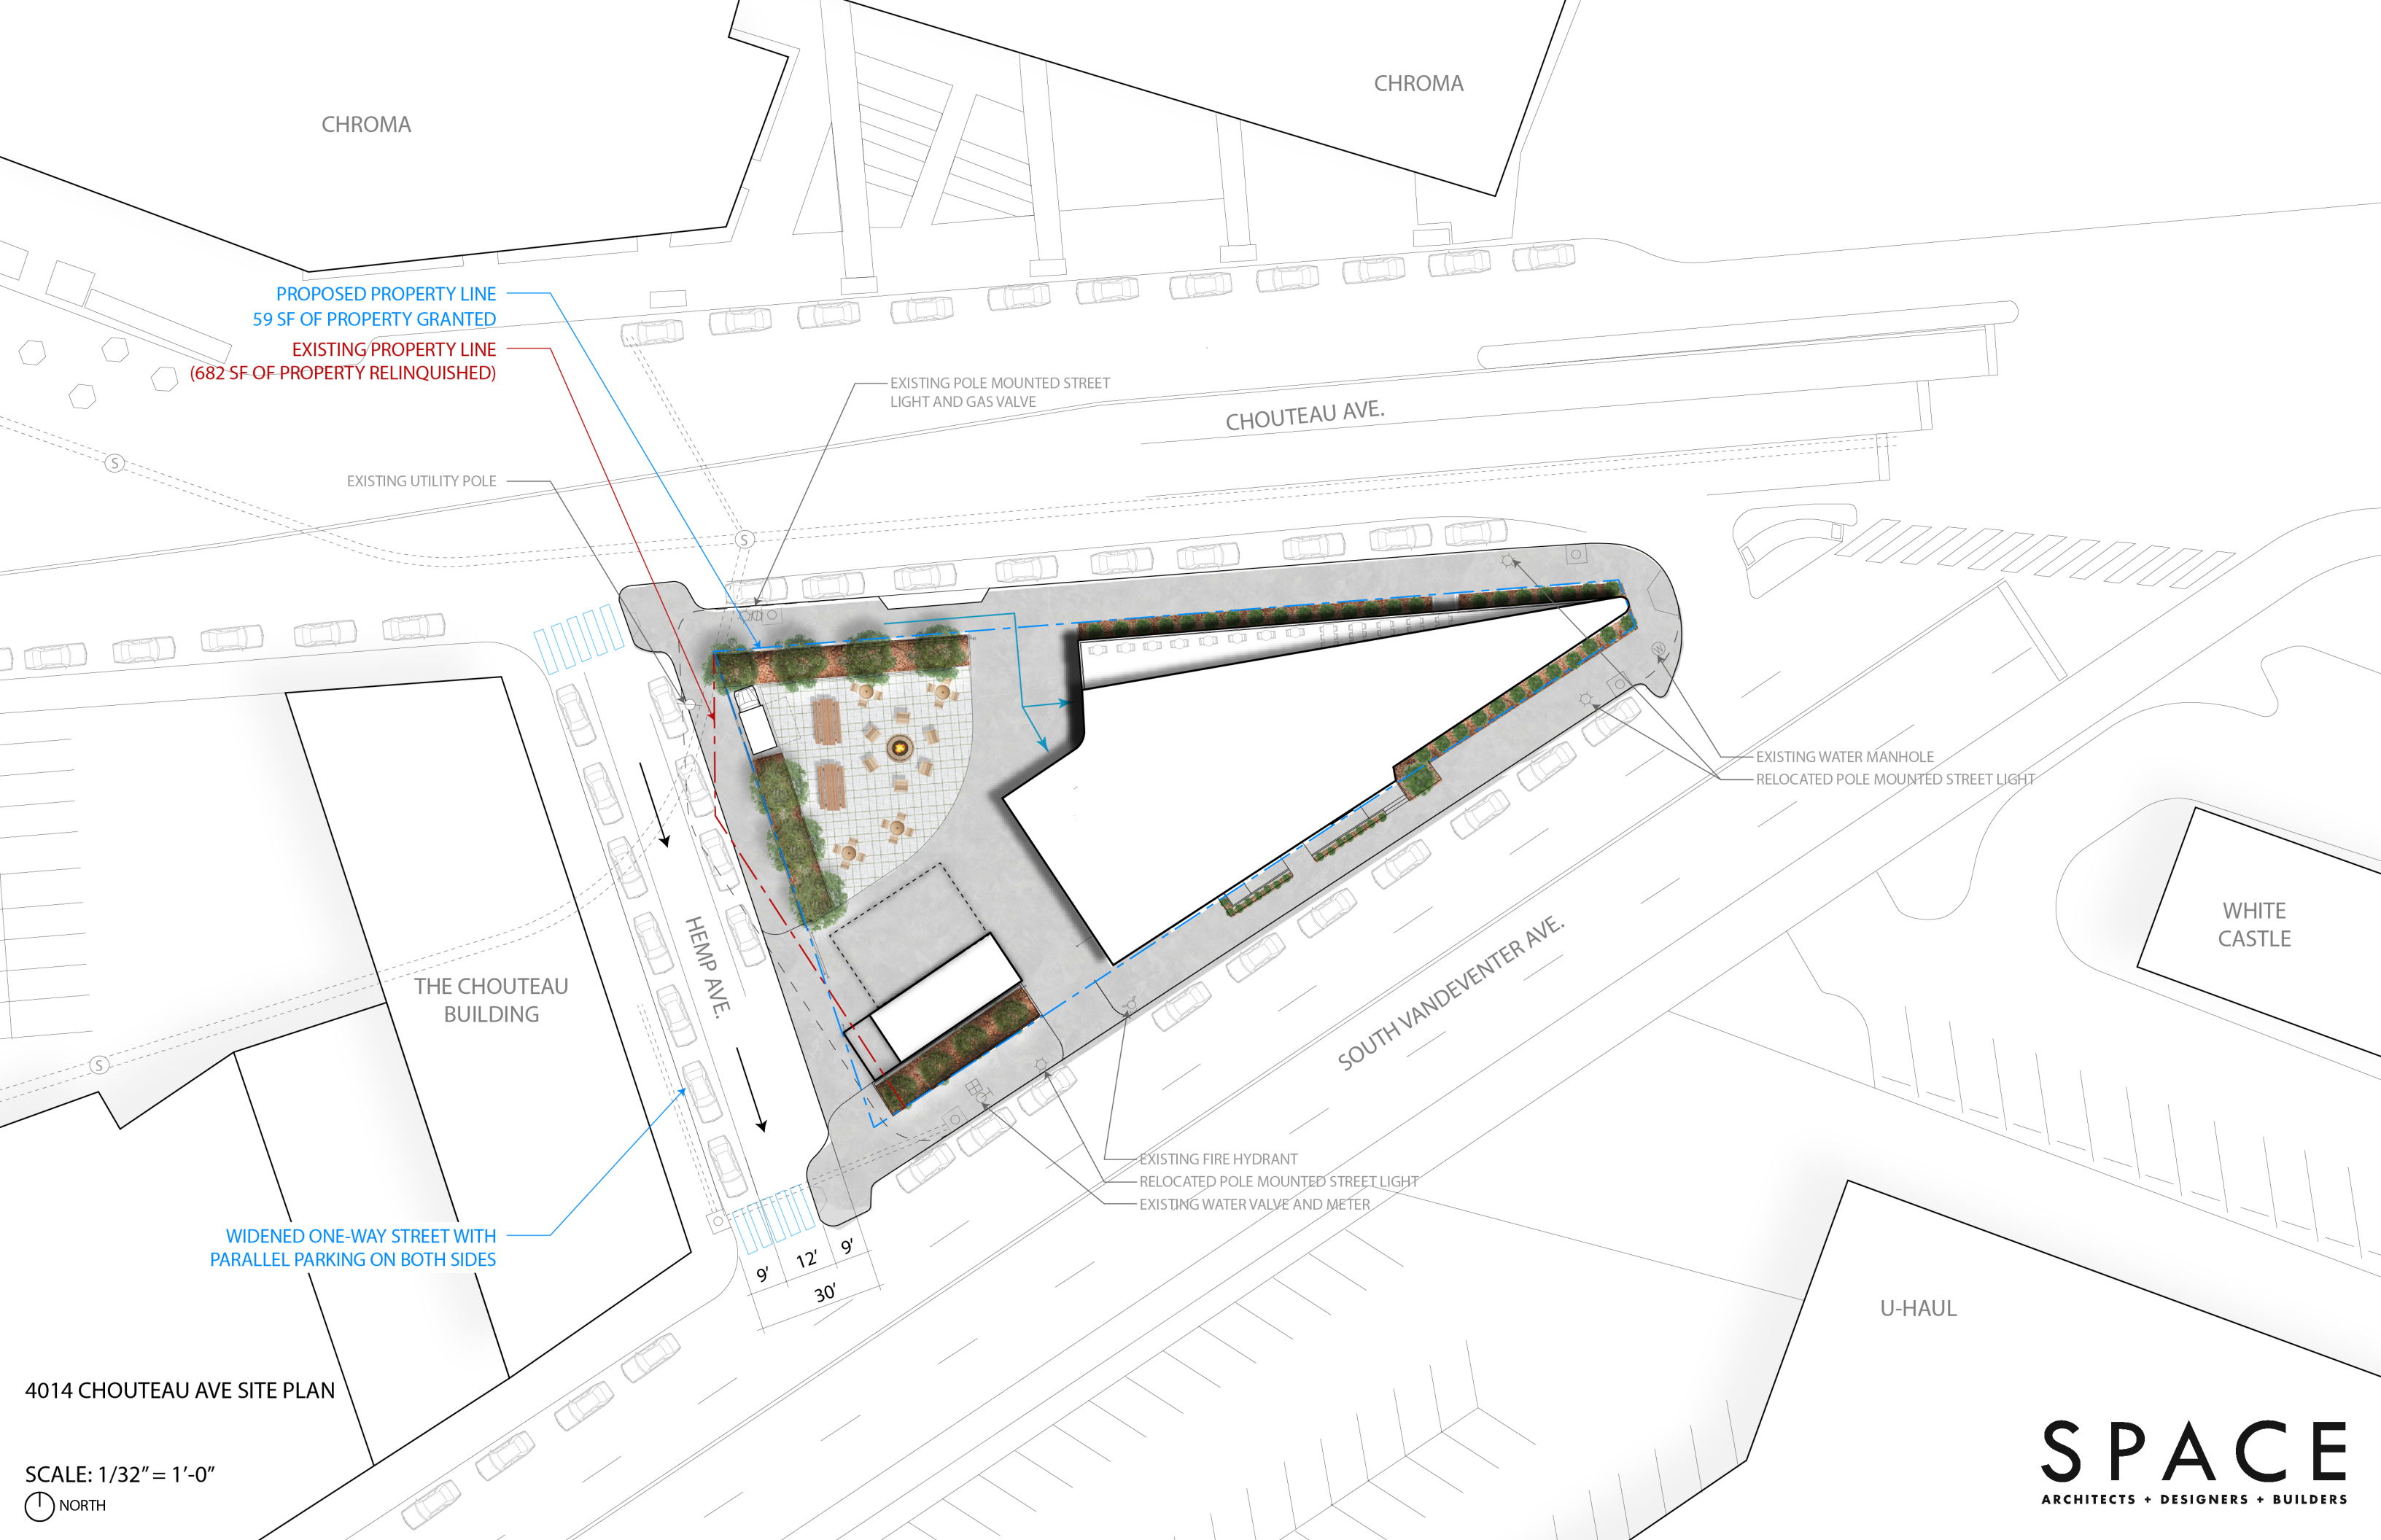 CHROMA
CHROMA
PROPOSED PROPERTY LINE
59 SF OF PROPERTY GRANTED
EXISTING PROPERTY LINE
(682 SF OF PROPERTY RELINQUISHED)
EXISTING POLE MOUNTED STREET
LIGHT AND GAS VALVE
CHOUTEAU AVE.
EXISTING UTILITY POLE
S
S
W
EXISTING WATER MANHOLE
RELOCATED POLE MOUNTED STREET LIGHT
WHITE
CASTLE
HEMP AVE.
THE CHOUTEAU
BUILDING
SOUTH VANDEVENTER AVE.
S
EXISTING FIRE HYDRANT
RELOCATED POLE MOUNTED STREET LIGHT
EXISTING WATER VALVE AND METER
WIDENED ONE-WAY STREET WITH
PARALLEL PARKING ON BOTH SIDES
9'
12'
9'
30'
U-HAUL
4014 CHOUTEAU AVE SITE PLAN
SCALE: 1/32” = 1’-0”
NORTH
SPACE
ARCHITECTS + DESIGNERS + BUILDERS